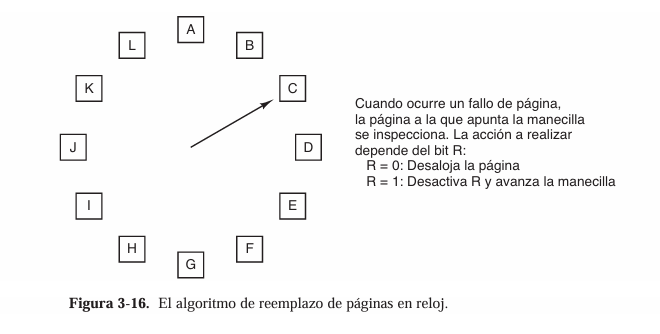 A
L
B
K
C
J
D
I
E
H
F
G
Cuando ocurre un fallo de página,
la página a la que apunta la manecilla
se inspecciona. La acción a realizar
depende del bit R:
R = 0: Desaloja la página
R = 1: Desactiva R y avanza la manecilla
Figura 3-16. El algoritmo de reemplazo de páginas en reloj.